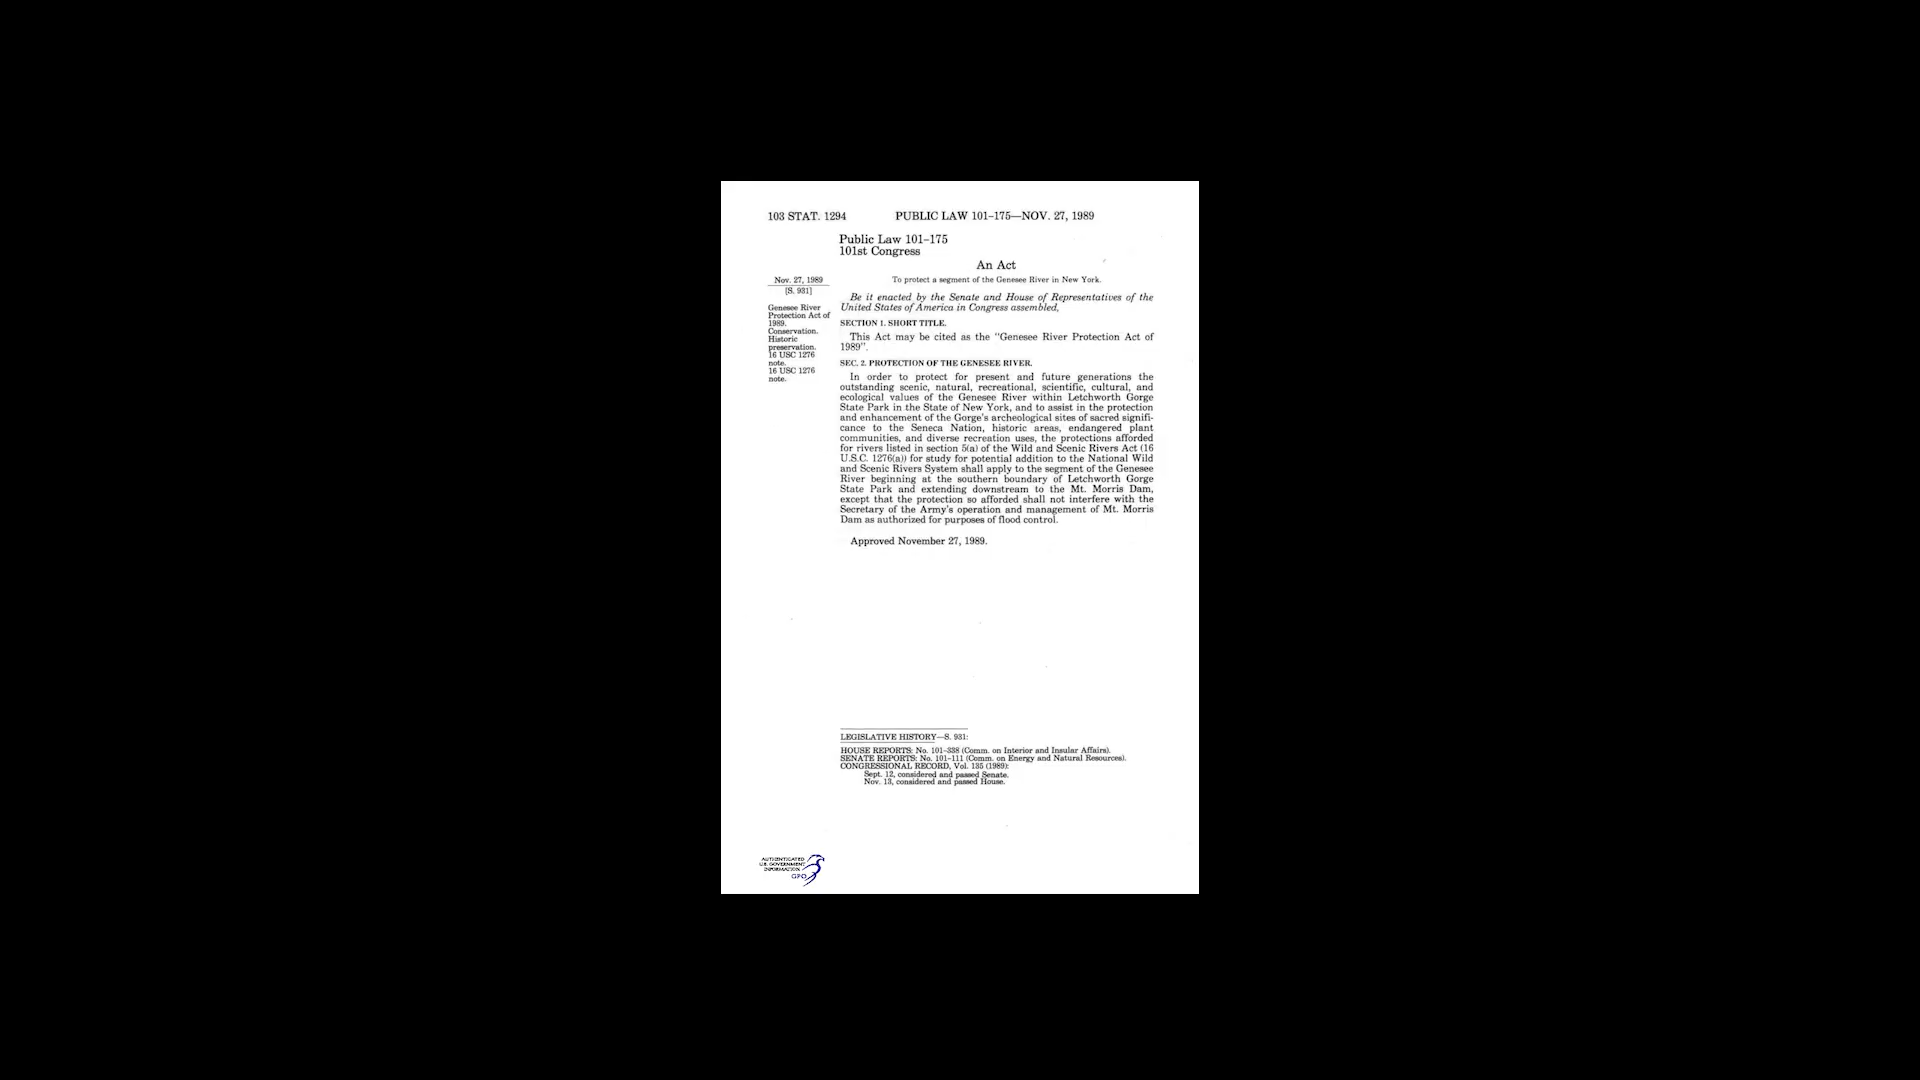 103 STAT. 1294 PUBLIC LAW 101–175—NOV. 27, 1989
Public Law 101–175
101st Congress
An Act
Nov. 27, 1989
[S. 931]
To protect a segment of the Genesee River in New York.
Be it enacted by the Senate and House of Representatives of the
United States of America in Congress assembled,
Genesee River
Protection Act of
1989.
Conservation.
Historic
preservation.
16 USC 1276
note.
16 USC 1276
note.
SECTION 1. SHORT TITLE.
This Act may be cited as the "Genesee River Protection Act of
1989".
SEC. 2. PROTECTION OF THE GENESEE RIVER.
In order to protect for present and future generations the
outstanding scenic, natural, recreational, scientific, cultural, and
ecological values of the Genesee River within Letchworth Gorge
State Park in the State of New York, and to assist in the protection
and enhancement of the Gorge's archeological sites of sacred signifi-
cance to the Seneca Nation, historic areas, endangered plant
communities, and diverse recreation uses, the protections afforded
for rivers listed in section 5(a) of the Wild and Scenic Rivers Act (16
U.S.C. 1276(a)) for study for potential addition to the National Wild
and Scenic Rivers System shall apply to the segment of the Genesee
River beginning at the southern boundary of Letchworth Gorge
State Park and extending downstream to the Mt. Morris Dam,
except that the protection so afforded shall not interfere with the
Secretary of the Army's operation and management of Mt. Morris
Dam as authorized for purposes of flood control.
Approved November 27, 1989.
LEGISLATIVE HISTORY—S. 931:
HOUSE REPORTS: No. 101–338 (Comm. on Interior and Insular Affairs).
SENATE REPORTS: No. 101–111 (Comm. on Energy and Natural Resources).
CONGRESSIONAL RECORD, Vol. 135 (1989):
Sept. 12, considered and passed Senate.
Nov. 13, considered and passed House.
AUTHENTICATED
U.S. GOVERNMENT
INFORMATION
GPO